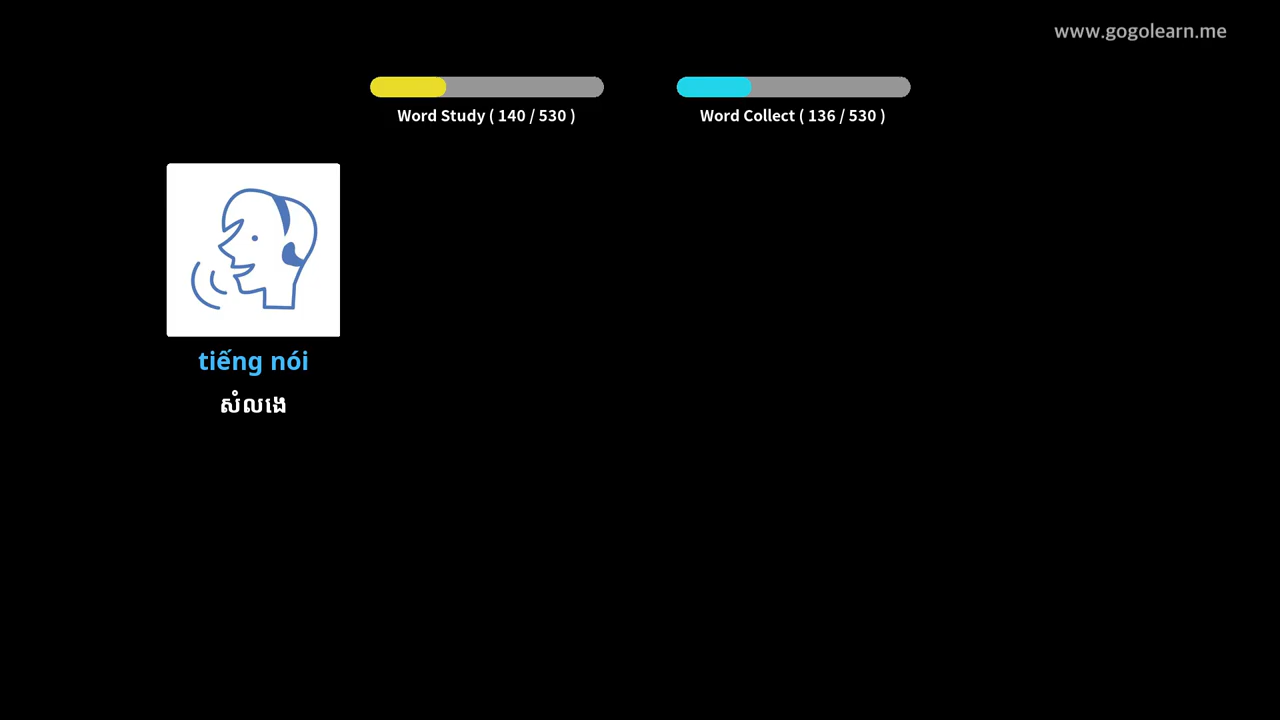 www.gogolearn.me
Word Study ( 140 / 530 )
Word Collect ( 136 / 530 )
tiếng nói
សំលេង